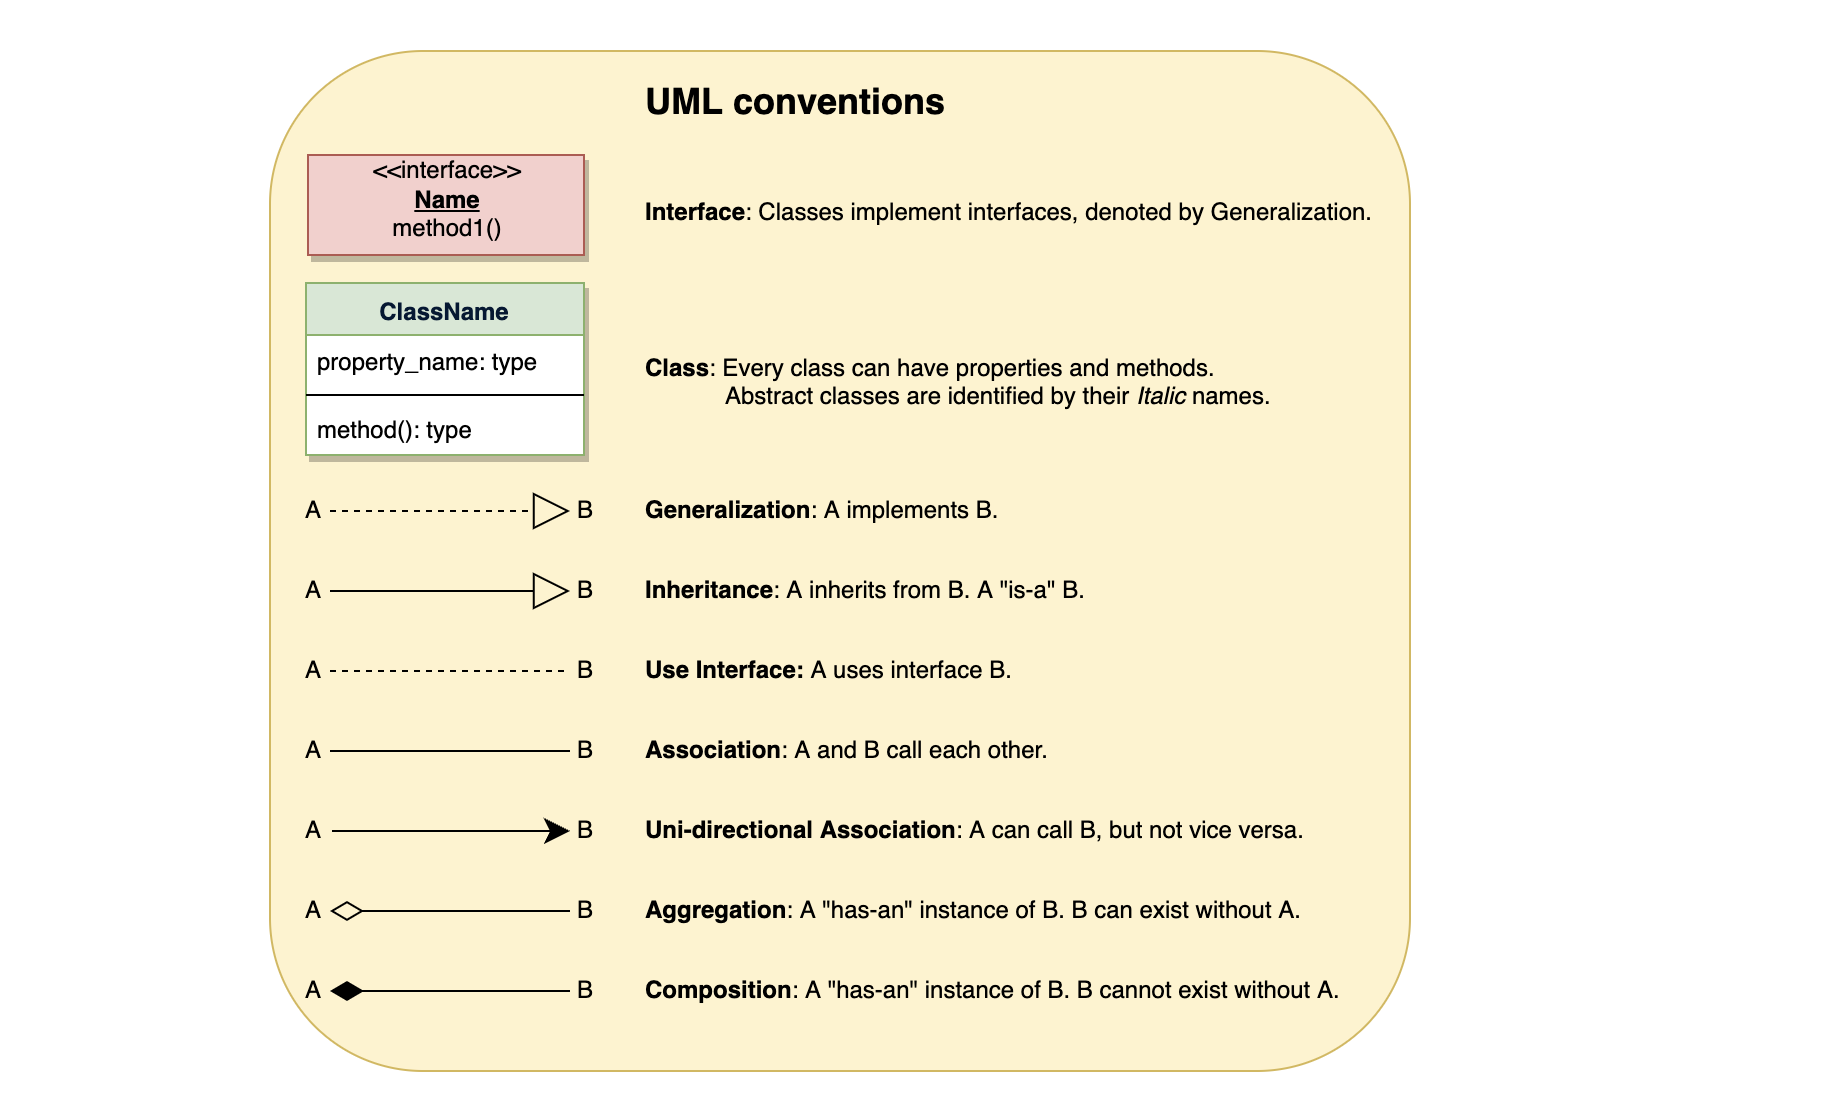 UML conventions
<<interface>>
Name
method1()
Interface: Classes implement interfaces, denoted by Generalization.
ClassName
property_name: type
method(): type
Class: Every class can have properties and methods.
Abstract classes are identified by their Italic names.
A B Generalization: A implements B.
A B Inheritance: A inherits from B. A "is-a" B.
A B Use Interface: A uses interface B.
A B Association: A and B call each other.
A B Uni-directional Association: A can call B, but not vice versa.
A B Aggregation: A "has-an" instance of B. B can exist without A.
A B Composition: A "has-an" instance of B. B cannot exist without A.